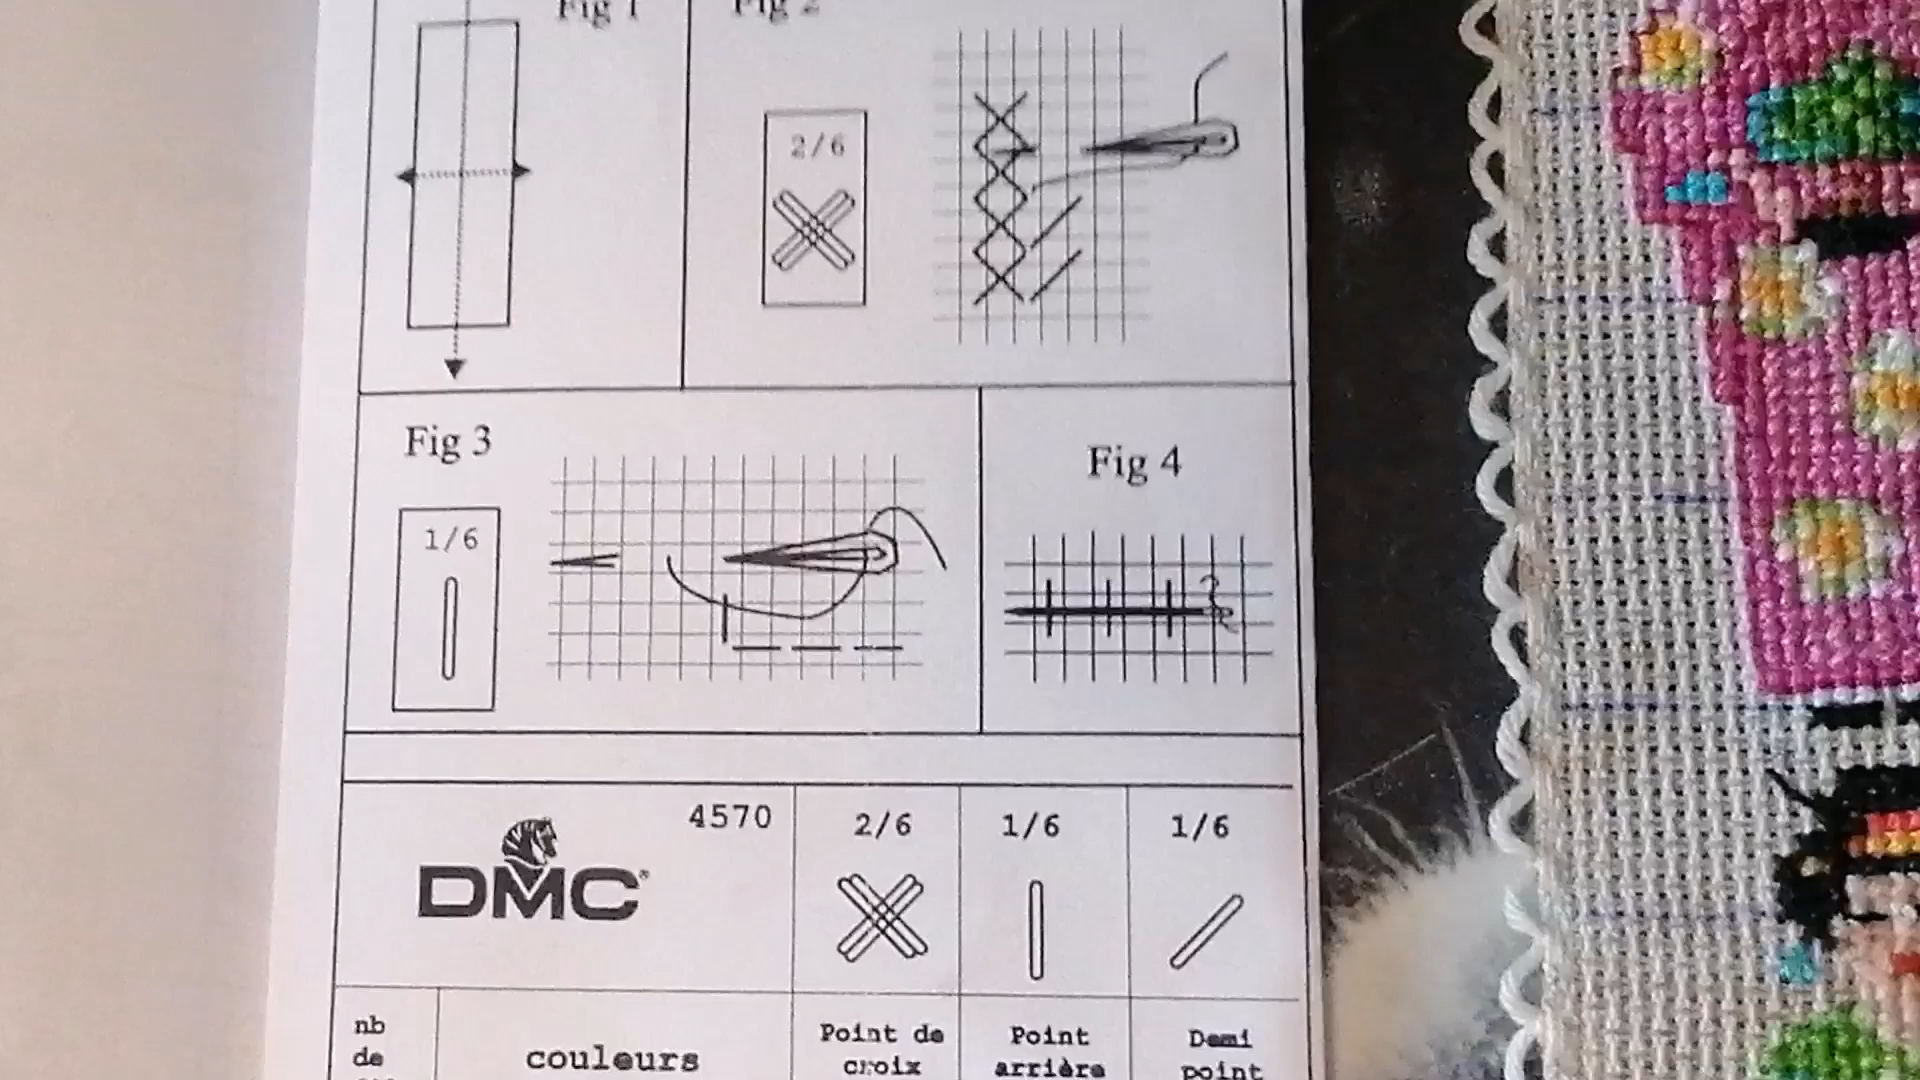 Fig 1
Fig 2
2/6
Fig 3
1/6
Fig 4
4570
2/6
1/6
1/6
DMC
nb
de
couleurs
Point de
croix
Point
arrière
Demi
point